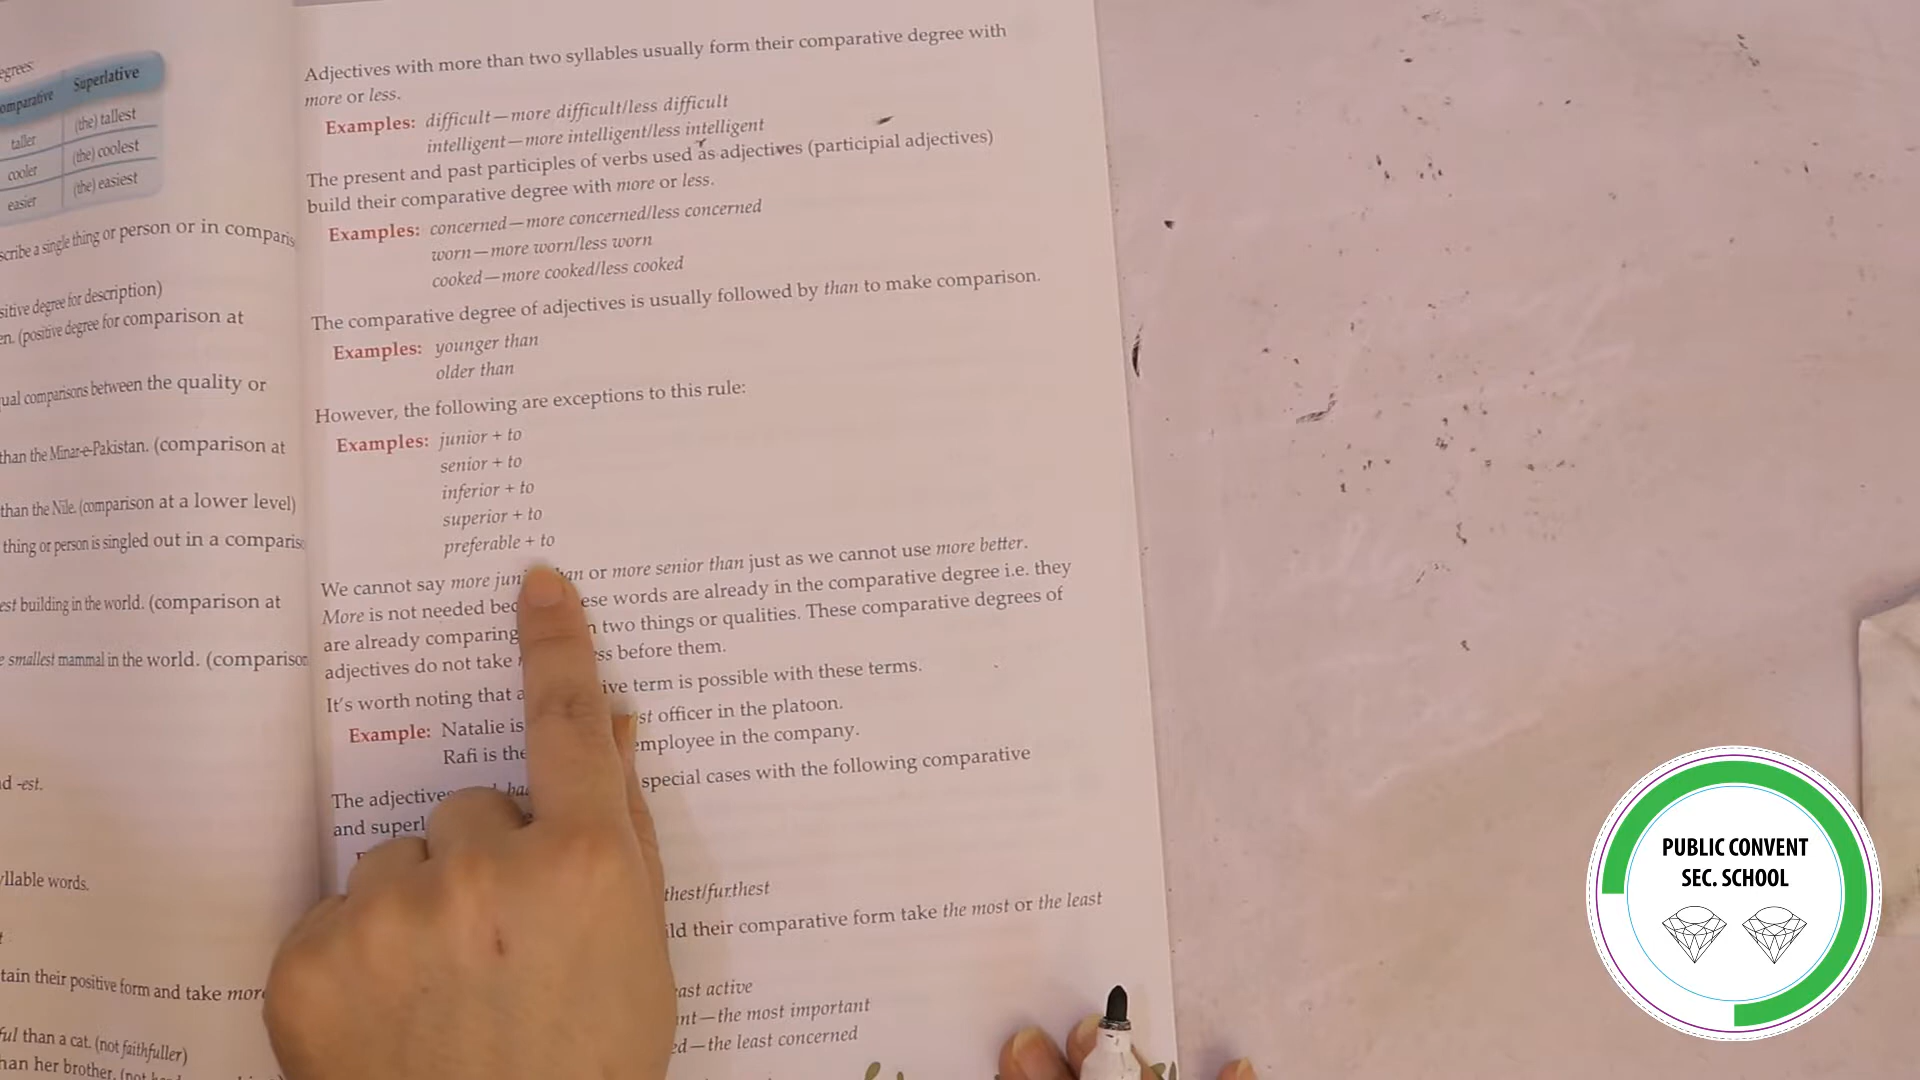 egrees:
omparative Superlative
taller (the) tallest
cooler (the) coolest
easier (the) easiest
scribe a single thing or person or in comparis
sitive degree for description)
en. (positive degree for comparison at
ual comparisons between the quality or
than the Minar-e-Pakistan. (comparison at
than the Nile. (comparison at a lower level)
thing or person is singled out in a comparis
est building in the world. (comparison at
e smallest mammal in the world. (comparison
d -est.
yllable words.
t
tain their positive form and take more
ful than a cat. (not faithfuller)
han her brother. (not
Adjectives with more than two syllables usually form their comparative degree with
more or less.
Examples: difficult—more difficult/less difficult
intelligent—more intelligent/less intelligent
The present and past participles of verbs used as adjectives (participial adjectives)
build their comparative degree with more or less.
Examples: concerned—more concerned/less concerned
worn—more worn/less worn
cooked—more cooked/less cooked
The comparative degree of adjectives is usually followed by than to make comparison.
Examples: younger than
older than
However, the following are exceptions to this rule:
Examples: junior + to
senior + to
inferior + to
superior + to
preferable + to
We cannot say more juni an or more senior than just as we cannot use more better.
More is not needed bec ese words are already in the comparative degree i.e. they
are already comparing n two things or qualities. These comparative degrees of
adjectives do not take ss before them.
It's worth noting that a ive term is possible with these terms.
Example: Natalie is st officer in the platoon.
Rafi is the employee in the company.
The adjective special cases with the following comparative
and superl
thest/furthest
ild their comparative form take the most or the least
ast active
nt—the most important
ed—the least concerned
PUBLIC CONVENT
SEC. SCHOOL